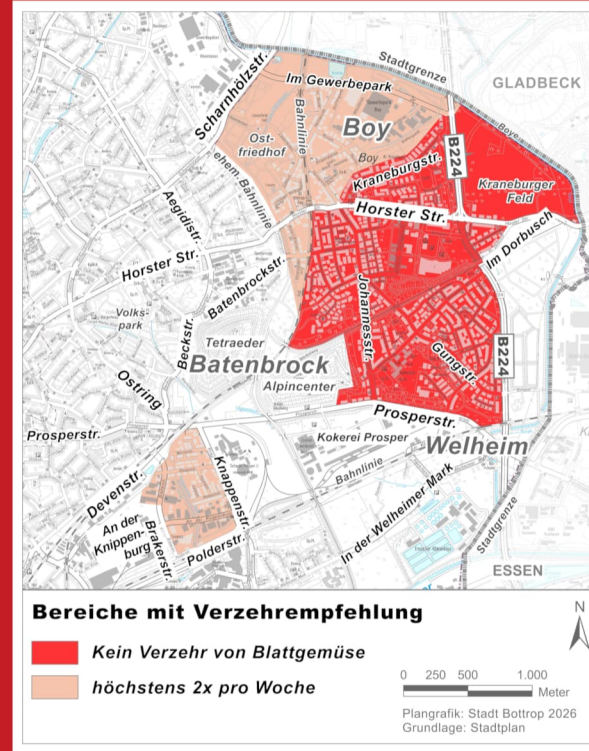 Stadtgrenze
GLADBECK
Scharnhölzstr.
Im Gewerbepark
Bahnlinie
Boy
Ost-
friedhof
Boye
B224
Boy
Kraneburgstr.
Kraneburger
Feld
ehem. Bahnlinie
Aegidistr.
Horster Str.
Im Dorbusch
Horster Str.
Batenbrockstr.
Johannesstr.
Volks-
park
Beckstr.
Tetraeder
Batenbrock
Alpincenter
Gungstr.
B224
Ostring
Prosperstr.
Prosperstr.
Kokerei Prosper
Welheim
Knappenstr.
Bahnlinie
Devenstr.
In der Welheimer Mark
Stadtgrenze
An der
Knippen-
burg
Brakerstr.
Polderstr.
ESSEN
Bereiche mit Verzehrempfehlung
Kein Verzehr von Blattgemüse
höchstens 2x pro Woche
N
0 250 500 1.000
Meter
Plangrafik: Stadt Bottrop 2026
Grundlage: Stadtplan